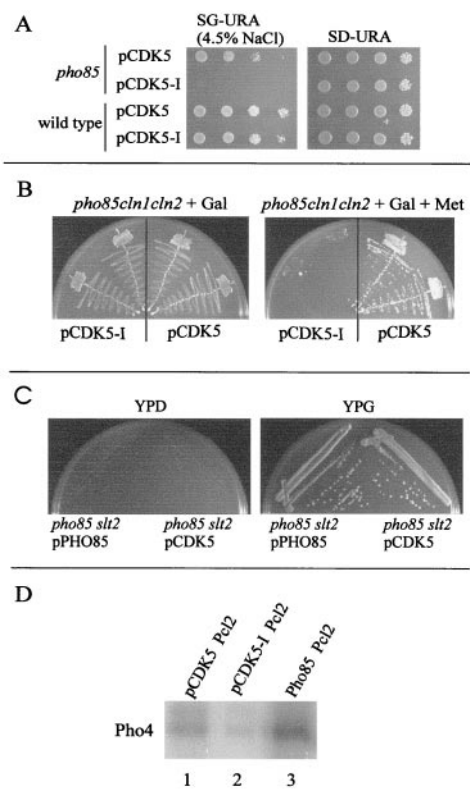 A
SG-URA
(4.5% NaCl)
SD-URA
pho85
pCDK5
pCDK5-I
wild type
pCDK5
pCDK5-I
B
pho85cln1cln2 + Gal
pho85cln1cln2 + Gal + Met
pCDK5-I
pCDK5
pCDK5-I
pCDK5
C
YPD
YPG
pho85 slt2
pPHO85
pho85 slt2
pCDK5
pho85 slt2
pPHO85
pho85 slt2
pCDK5
D
pCDK5 Pcl2
pCDK5-I Pcl2
Pho85 Pcl2
Pho4
1 2 3